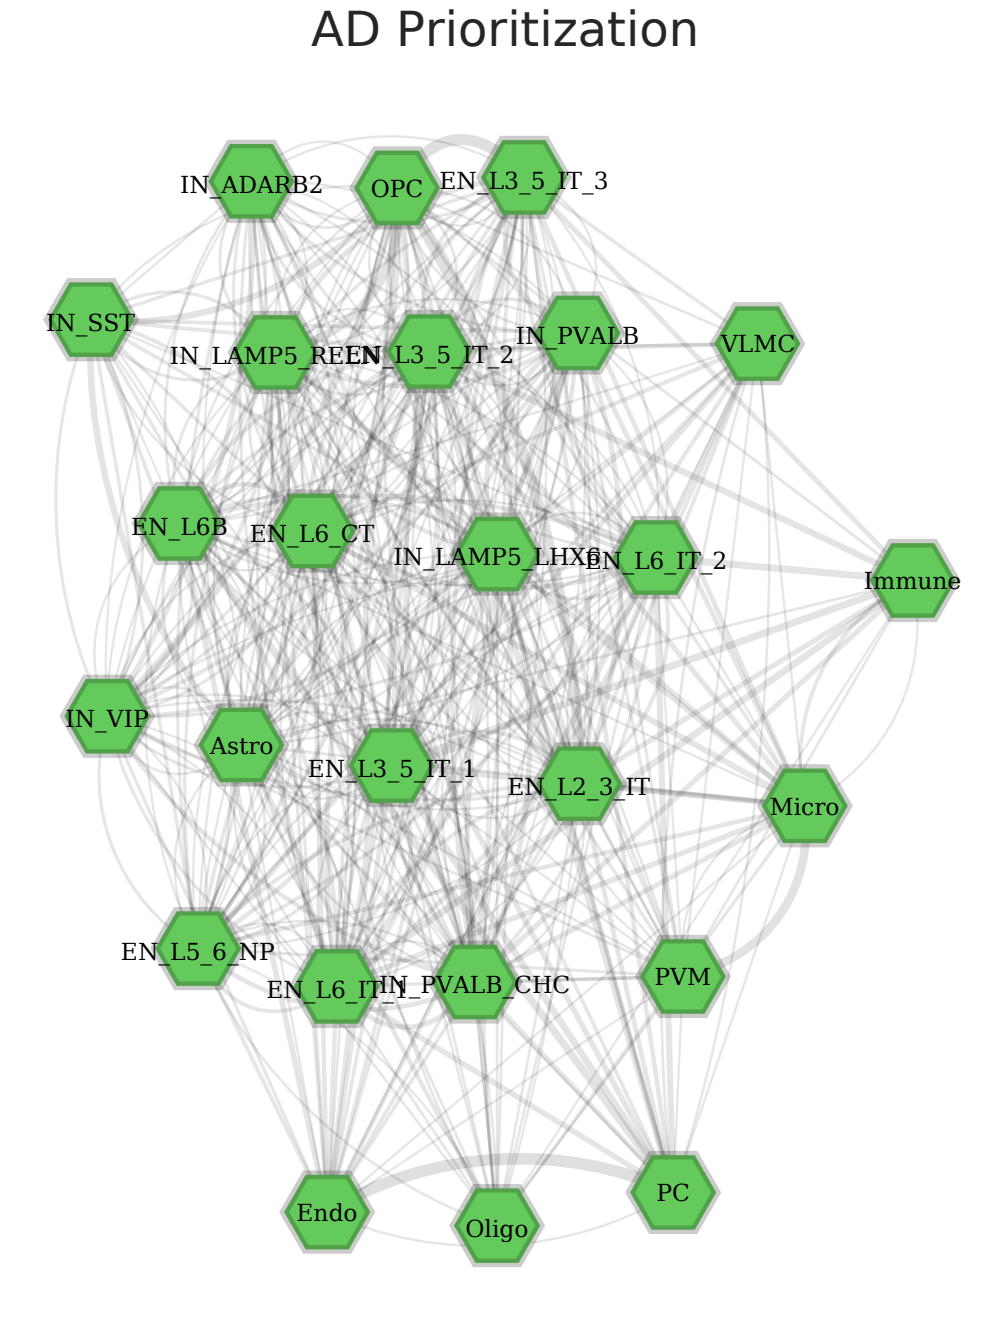 AD Prioritization
IN_ADARB2
OPC
EN_L3_5_IT_3
IN_SST
IN_LAMP5_RELN
EN_L3_5_IT_2
IN_PVALB
VLMC
EN_L6B
EN_L6_CT
IN_LAMP5_LHX6
EN_L6_IT_2
Immune
IN_VIP
Astro
EN_L3_5_IT_1
EN_L2_3_IT
Micro
EN_L5_6_NP
EN_L6_IT_1
IN_PVALB_CHC
PVM
Endo
Oligo
PC